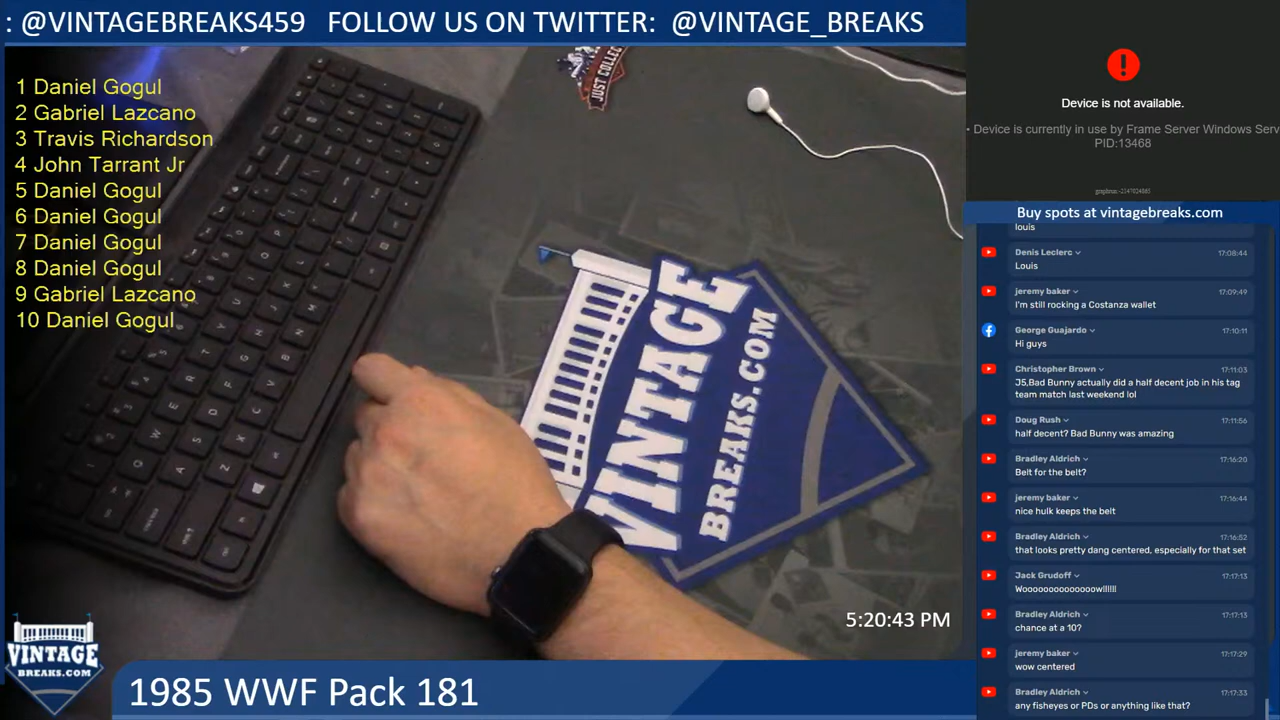 : @VINTAGEBREAKS459 FOLLOW US ON TWITTER: @VINTAGE_BREAKS
1 Daniel Gogul
2 Gabriel Lazcano
3 Travis Richardson
4 John Tarrant Jr
5 Daniel Gogul
6 Daniel Gogul
7 Daniel Gogul
8 Daniel Gogul
9 Gabriel Lazcano
10 Daniel Gogul
JUST COLLEC
VINTAGE
BREAKS.COM
5:20:43 PM
VINTAGE
BREAKS.COM
1985 WWF Pack 181
Device is not available.
• Device is currently in use by Frame Server Windows Serv
PID:13468
Buy spots at vintagebreaks.com
louis
Denis Leclerc 17:08:44
Louis
jeremy baker 17:09:49
I'm still rocking a Costanza wallet
George Guajardo 17:10:11
Hi guys
Christopher Brown 17:11:03
J5,Bad Bunny actually did a half decent job in his tag
team match last weekend lol
Doug Rush 17:11:56
half decent? Bad Bunny was amazing
Bradley Aldrich 17:16:20
Belt for the belt?
jeremy baker 17:16:44
nice hulk keeps the belt
Bradley Aldrich 17:16:52
that looks pretty dang centered, especially for that set
Jack Grudoff 17:17:13
Wooooooooooooowllllll!
Bradley Aldrich 17:17:13
chance at a 10?
jeremy baker 17:17:29
wow centered
Bradley Aldrich 17:17:33
any fisheyes or PDs or anything like that?